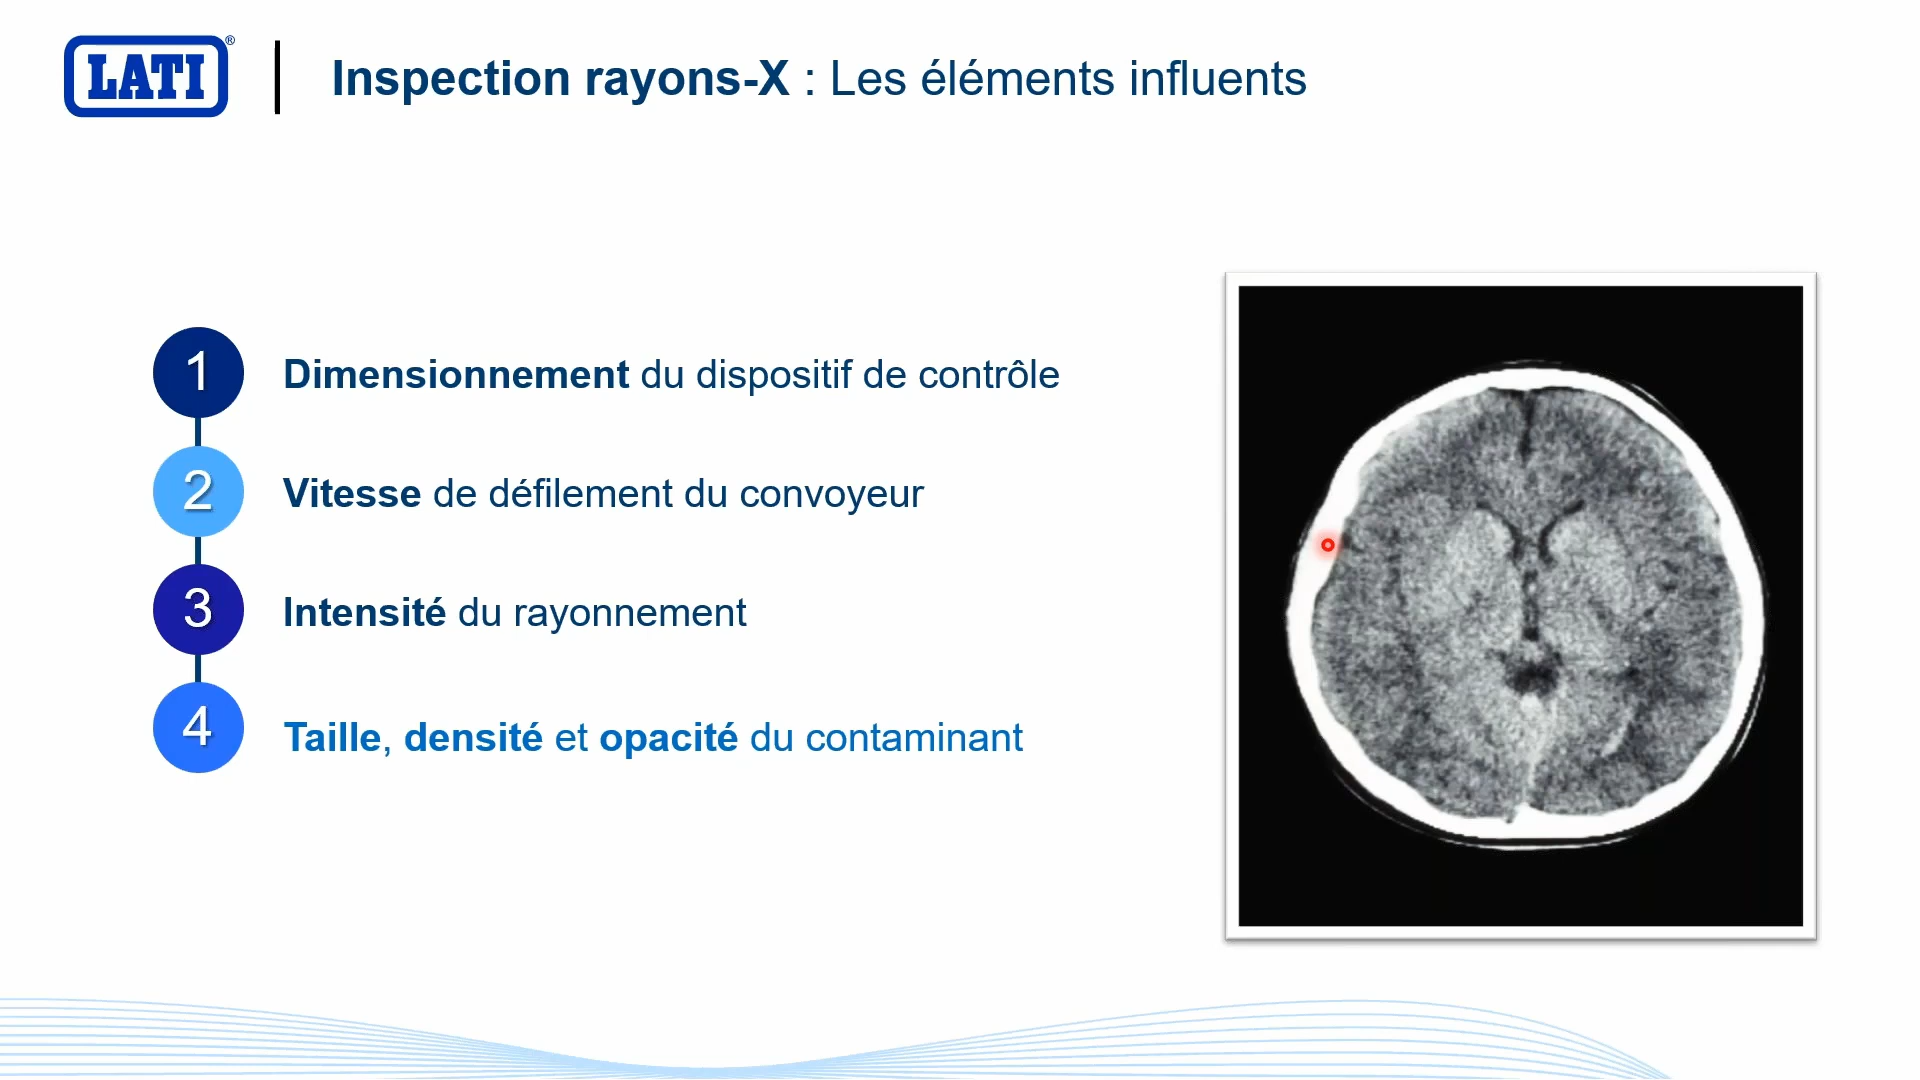 LATI®
Inspection rayons-X : Les éléments influents
1 Dimensionnement du dispositif de contrôle
2 Vitesse de défilement du convoyeur
3 Intensité du rayonnement
4 Taille, densité et opacité du contaminant